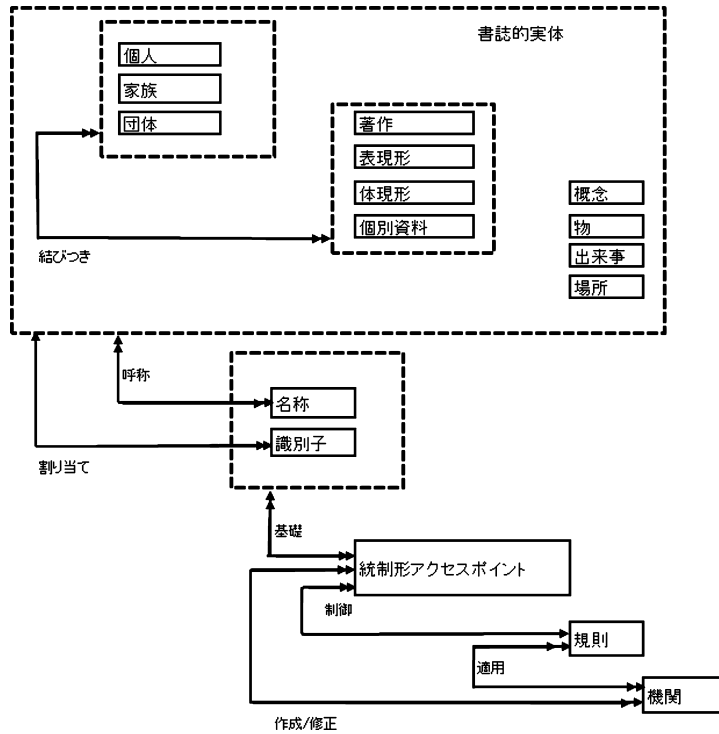 書誌的実体
個人
家族
団体
著作
表現形
体現形
個別資料
概念
物
出来事
場所
結びつき
呼称
名称
識別子
割り当て
基礎
統制形アクセスポイント
制御
規則
適用
機関
作成/修正